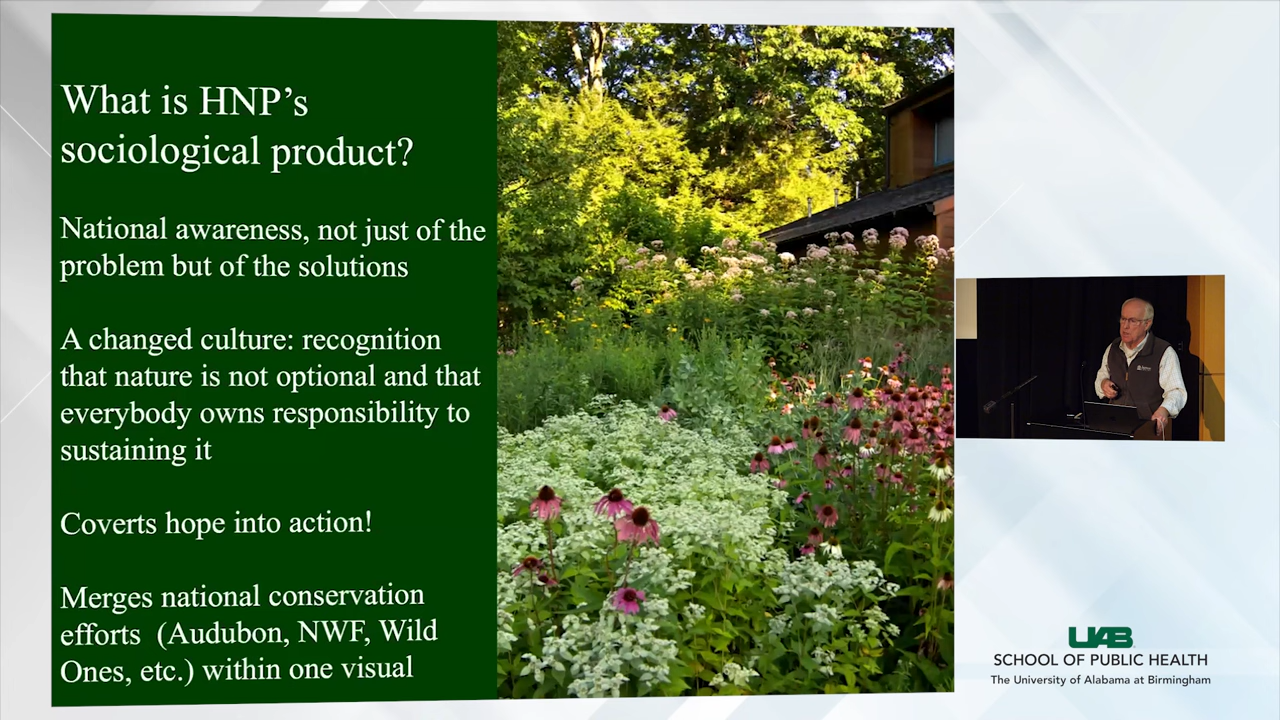 What is HNP's
sociological product?
National awareness, not just of the
problem but of the solutions
A changed culture: recognition
that nature is not optional and that
everybody owns responsibility to
sustaining it
Coverts hope into action!
Merges national conservation
efforts (Audubon, NWF, Wild
Ones, etc.) within one visual
UAB
SCHOOL OF PUBLIC HEALTH
The University of Alabama at Birmingham